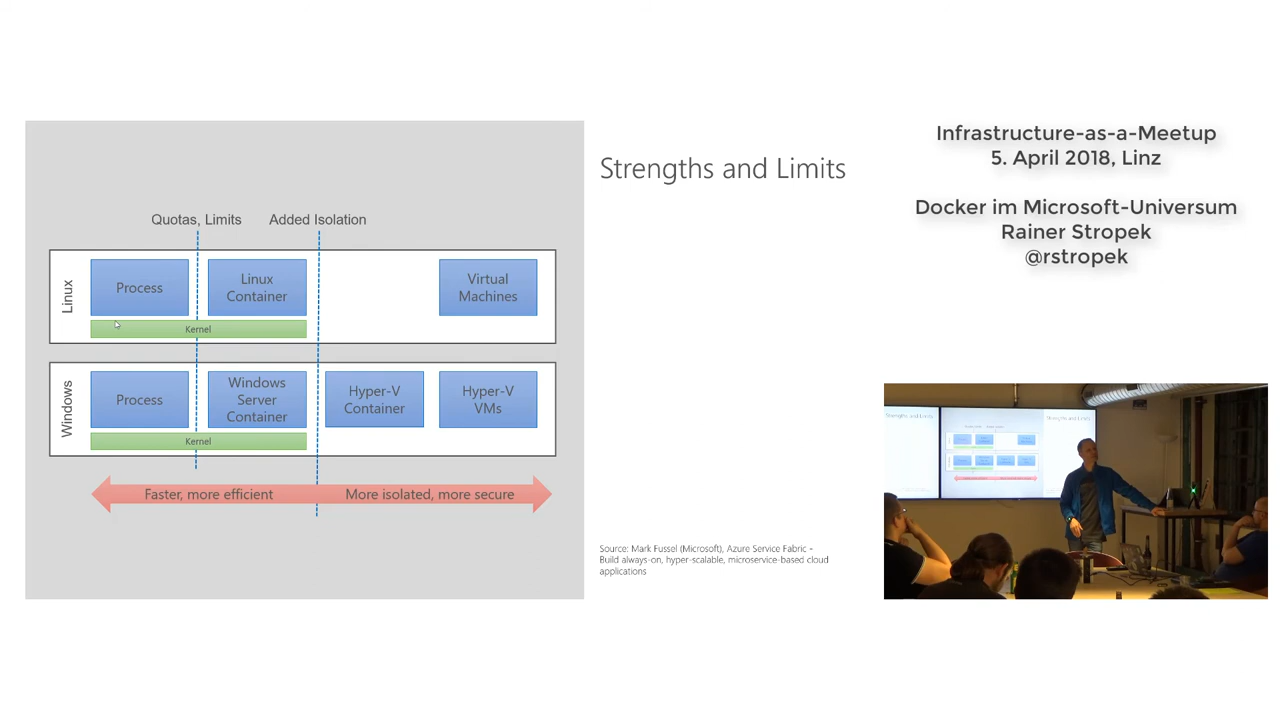 Quotas, Limits
Added Isolation
Linux
Process
Linux
Container
Virtual
Machines
Kernel
Windows
Process
Windows
Server
Container
Hyper-V
Container
Hyper-V
VMs
Kernel
Faster, more efficient
More isolated, more secure
Strengths and Limits
Source: Mark Fussel (Microsoft), Azure Service Fabric -
Build always-on, hyper-scalable, microservice-based cloud
applications
Infrastructure-as-a-Meetup
5. April 2018, Linz
Docker im Microsoft-Universum
Rainer Stropek
@rstropek
Strengths and Limits